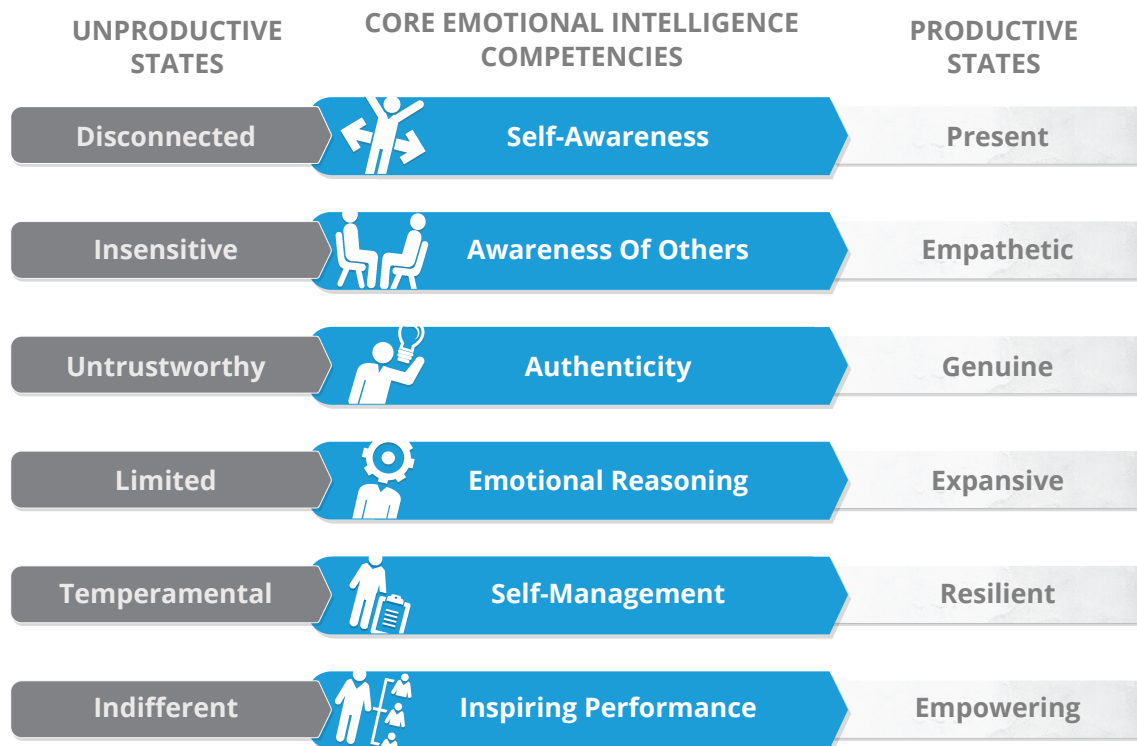 UNPRODUCTIVE
STATES
CORE EMOTIONAL INTELLIGENCE
COMPETENCIES
PRODUCTIVE
STATES
Disconnected
Self-Awareness
Present
Insensitive
Awareness Of Others
Empathetic
Untrustworthy
Authenticity
Genuine
Limited
Emotional Reasoning
Expansive
Temperamental
Self-Management
Resilient
Indifferent
Inspiring Performance
Empowering